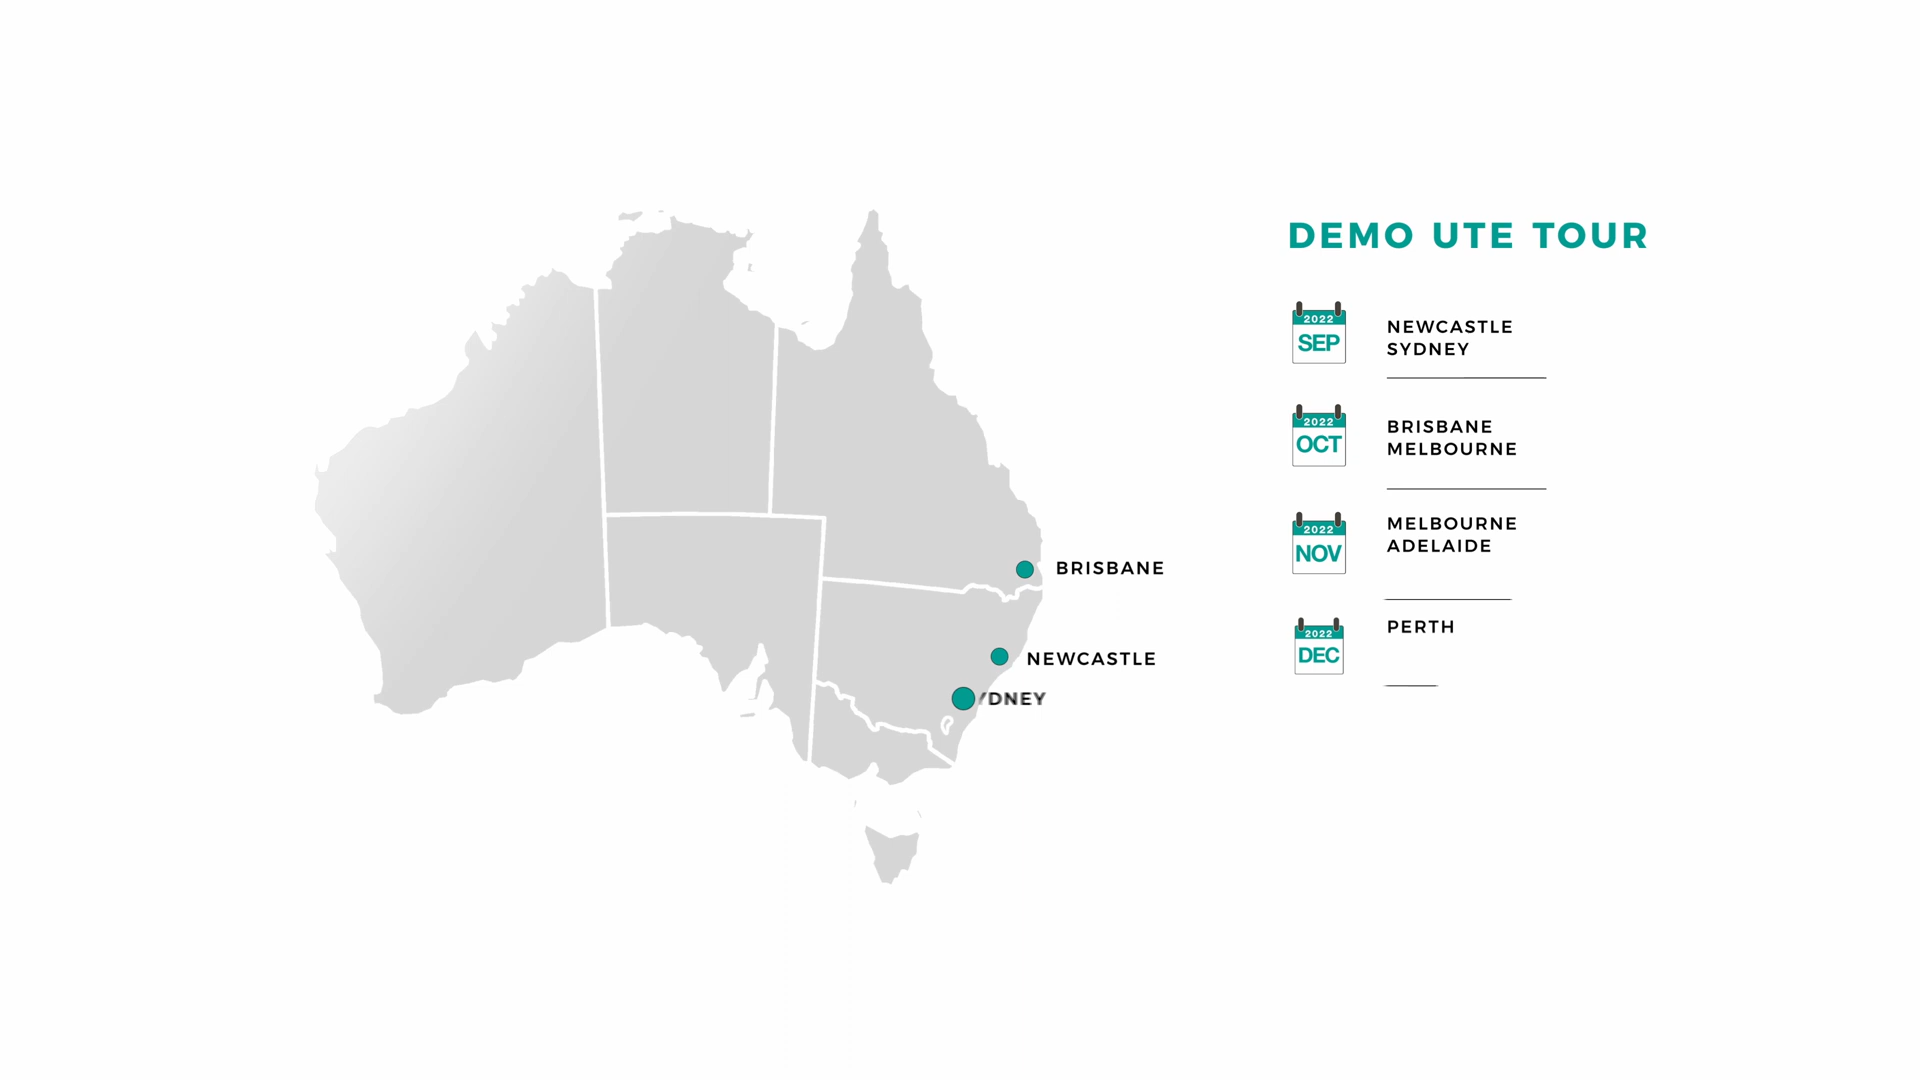 DEMO UTE TOUR
2022
SEP
NEWCASTLE
SYDNEY
2022
OCT
BRISBANE
MELBOURNE
2022
NOV
MELBOURNE
ADELAIDE
2022
DEC
PERTH
BRISBANE
NEWCASTLE
YDNEY